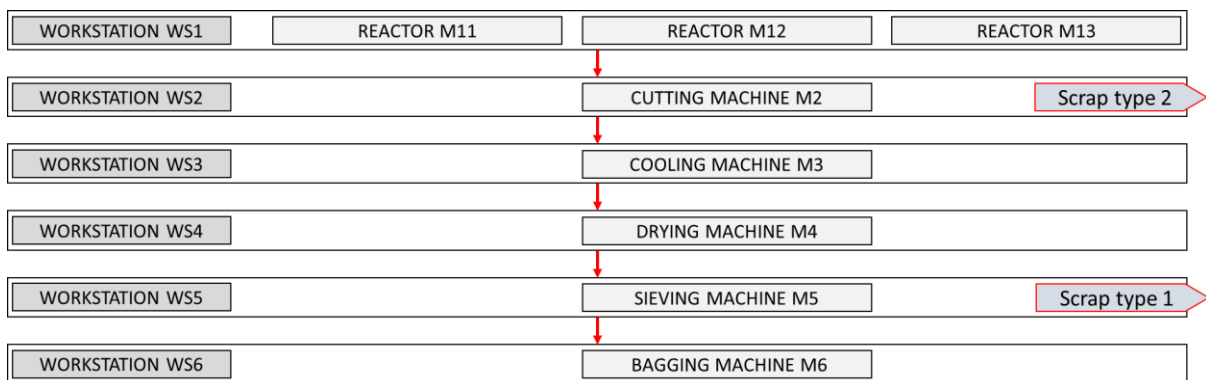 WORKSTATION WS1 REACTOR M11 REACTOR M12 REACTOR M13
WORKSTATION WS2 CUTTING MACHINE M2 Scrap type 2
WORKSTATION WS3 COOLING MACHINE M3
WORKSTATION WS4 DRYING MACHINE M4
WORKSTATION WS5 SIEVING MACHINE M5 Scrap type 1
WORKSTATION WS6 BAGGING MACHINE M6